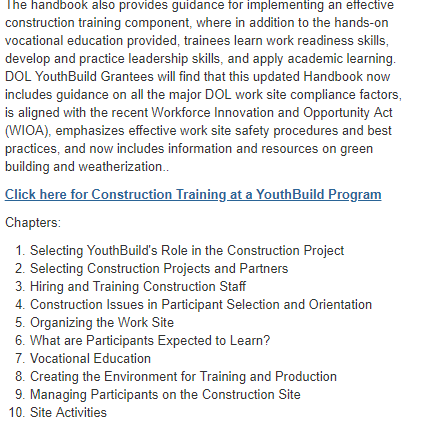 The handbook also provides guidance for implementing an effective
construction training component, where in addition to the hands-on
vocational education provided, trainees learn work readiness skills,
develop and practice leadership skills, and apply academic learning.
DOL YouthBuild Grantees will find that this updated Handbook now
includes guidance on all the major DOL work site compliance factors,
is aligned with the recent Workforce Innovation and Opportunity Act
(WIOA), emphasizes effective work site safety procedures and best
practices, and now includes information and resources on green
building and weatherization..
Click here for Construction Training at a YouthBuild Program
Chapters:
1. Selecting YouthBuild's Role in the Construction Project
2. Selecting Construction Projects and Partners
3. Hiring and Training Construction Staff
4. Construction Issues in Participant Selection and Orientation
5. Organizing the Work Site
6. What are Participants Expected to Learn?
7. Vocational Education
8. Creating the Environment for Training and Production
9. Managing Participants on the Construction Site
10. Site Activities